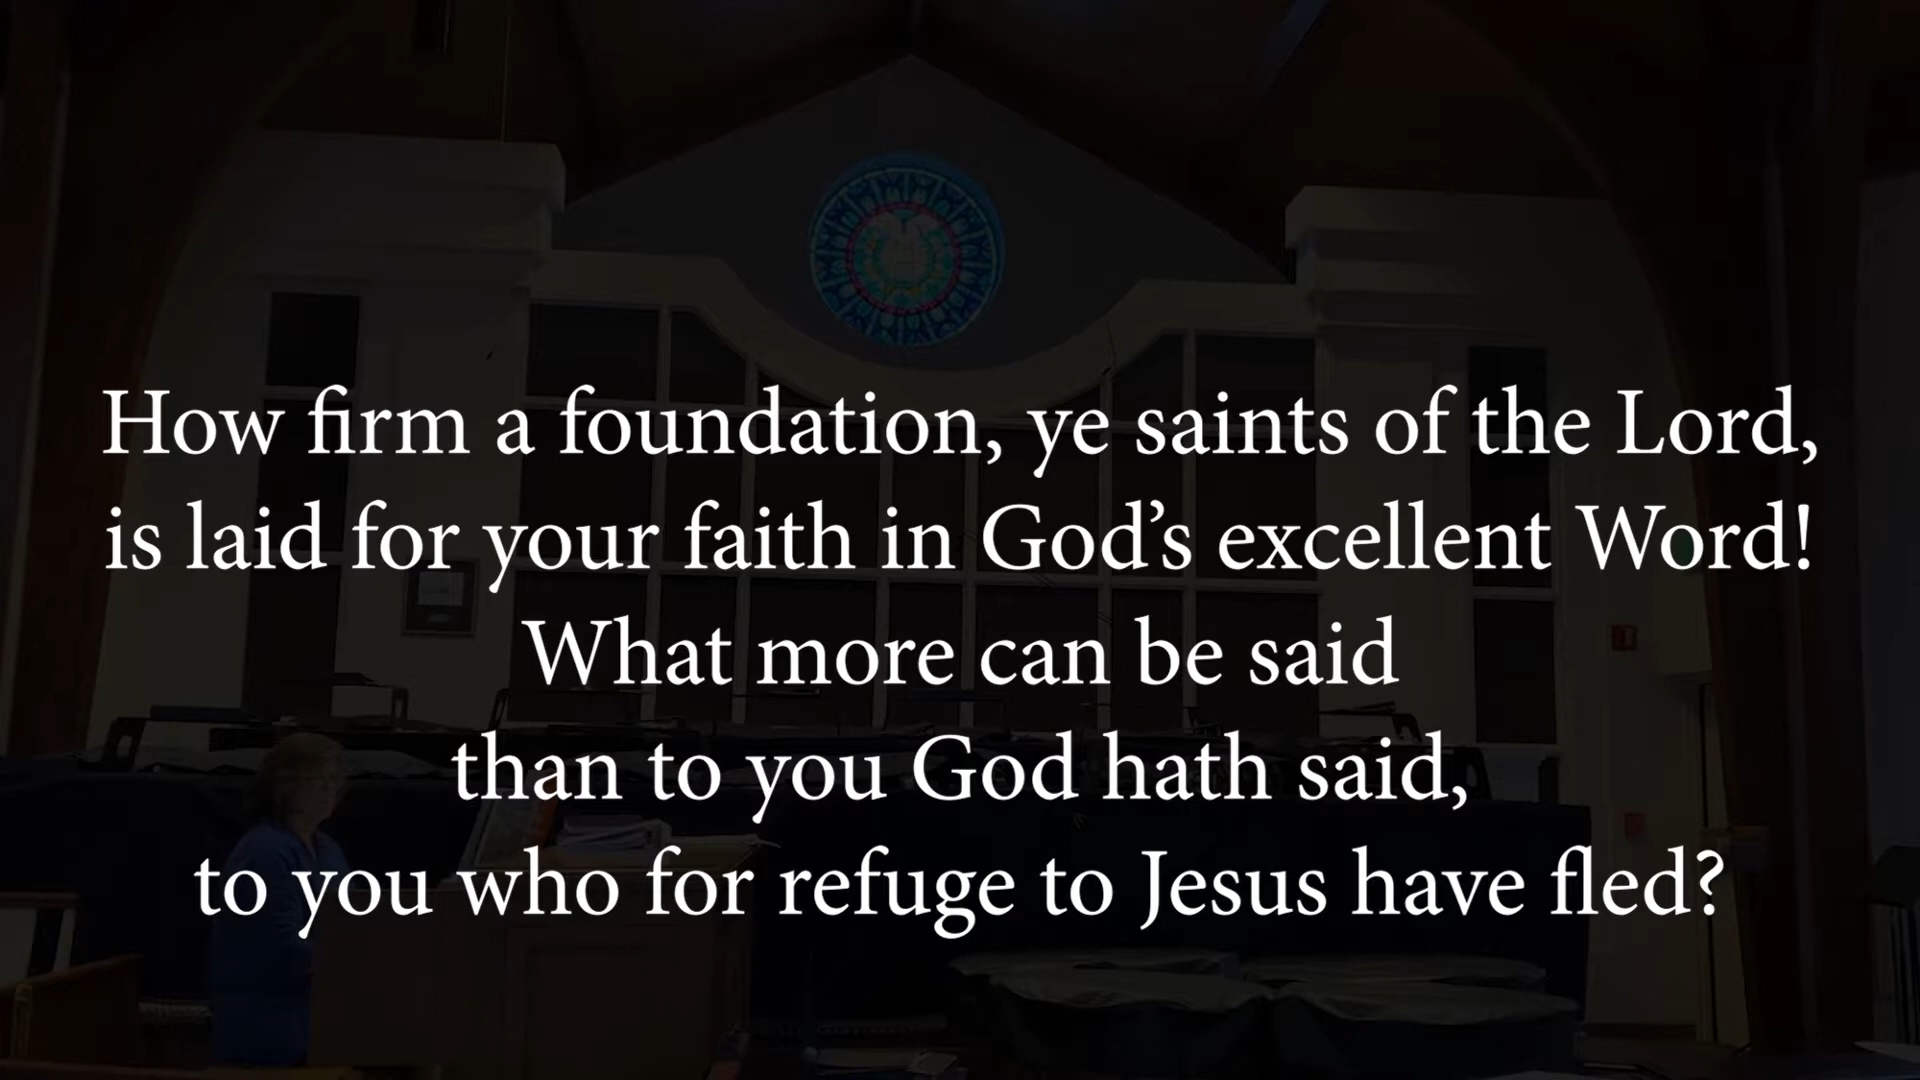 How firm a foundation, ye saints of the Lord,
is laid for your faith in God’s excellent Word!
What more can be said
than to you God hath said,
to you who for refuge to Jesus have fled?